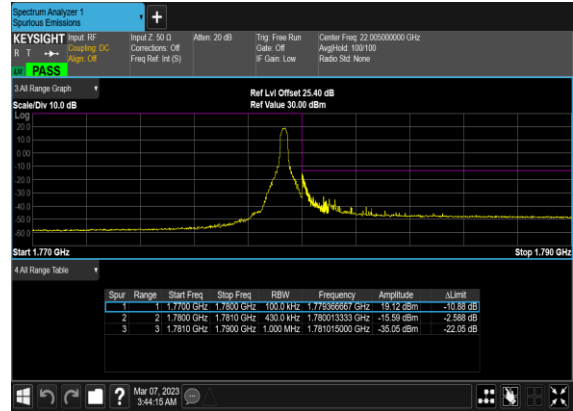 Spectrum Analyzer 1
Spurious Emissions
KEYSIGHT Input: RF
R T Coupling: DC
Align: Off
Input Z: 50 Ω
Corrections: Off
Freq Ref: Int (S)
Atten: 20 dB
Trig: Free Run
Gate: Off
IF Gain: Low
Center Freq: 22.005000000 GHz
Avg|Hold: 100/100
Radio Std: None
PASS
3 All Range Graph
Scale/Div 10.0 dB
Ref Lvl Offset 25.40 dB
Ref Value 30.00 dBm
Log
20.0
10.0
0.00
-10.0
-20.0
-30.0
-40.0
-50.0
-60.0
Start 1.770 GHz
Stop 1.790 GHz
4 All Range Table
Spur Range Start Freq Stop Freq RBW Frequency Amplitude ΔLimit
1 1 1.7700 GHz 1.7800 GHz 100.0 kHz 1.779366667 GHz 19.12 dBm -10.88 dB
2 2 1.7800 GHz 1.7810 GHz 430.0 kHz 1.780013333 GHz -15.59 dBm -2.588 dB
3 3 1.7810 GHz 1.7900 GHz 1.000 MHz 1.781015000 GHz -35.05 dBm -22.05 dB
?
Mar 07, 2023
3:44:15 AM